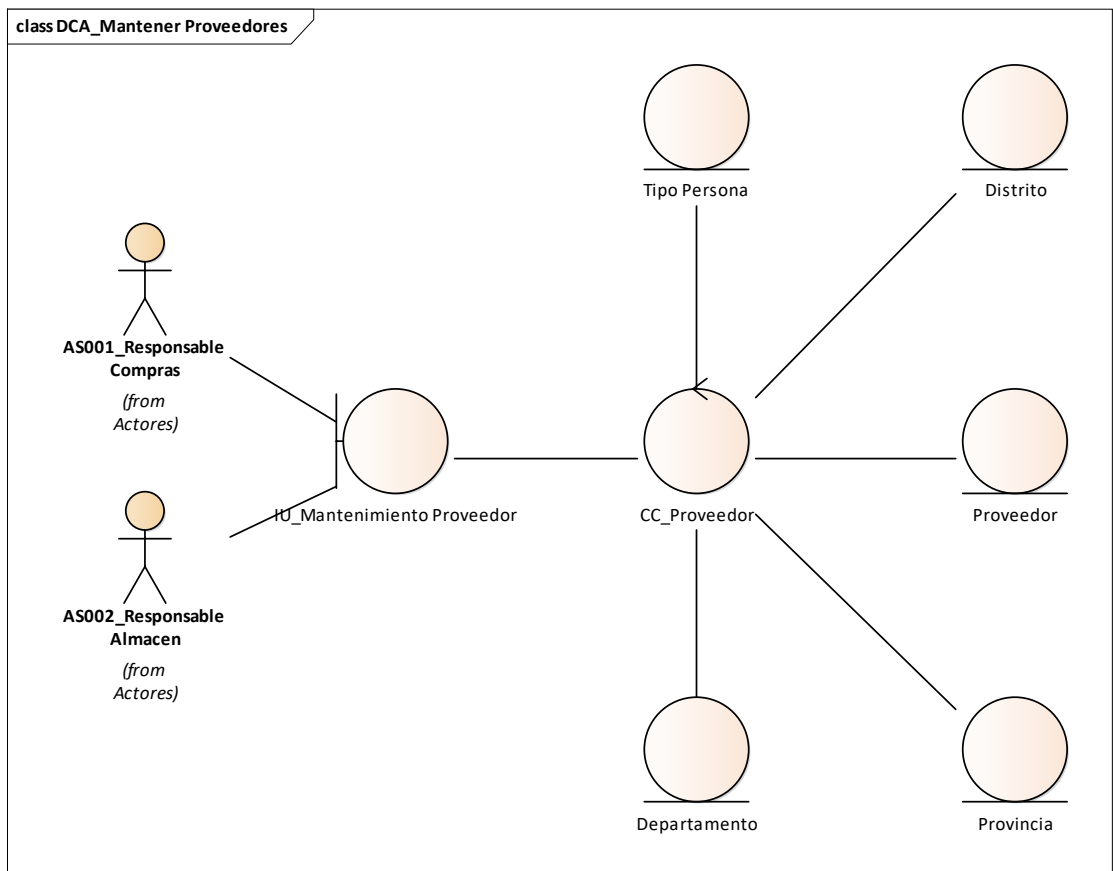 class DCA_Mantener Proveedores
Tipo Persona
Distrito
AS001_Responsable
Compras
(from
Actores)
IU_Mantenimiento Proveedor
CC_Proveedor
Proveedor
AS002_Responsable
Almacen
(from
Actores)
Departamento
Provincia